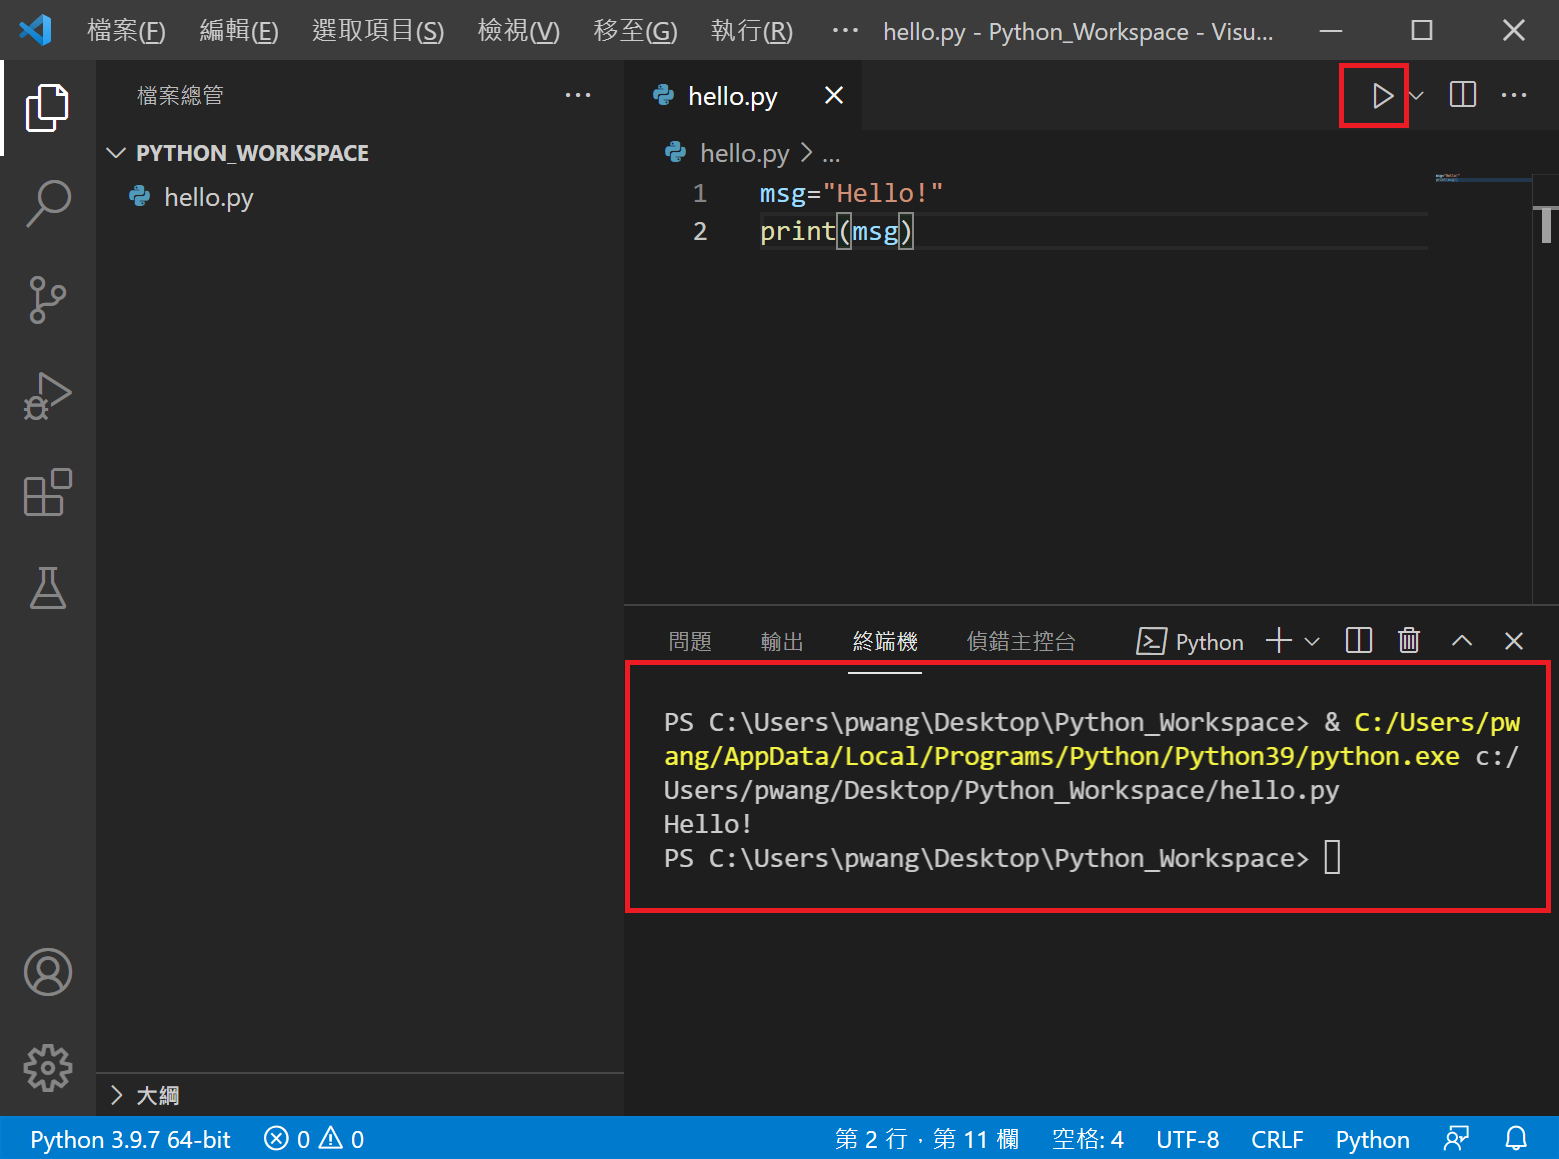 檔案(F) 編輯(E) 選取項目(S) 檢視(V) 移至(G) 執行(R) ··· hello.py - Python_Workspace - Visu...
檔案總管
PYTHON_WORKSPACE
hello.py
大綱
hello.py
hello.py > ...
1 msg="Hello!"
2 print(msg)
問題 輸出 終端機 偵錯主控台 Python
PS C:\Users\pwang\Desktop\Python_Workspace> & C:/Users/pw
ang/AppData/Local/Programs/Python/Python39/python.exe c:/
Users/pwang/Desktop/Python_Workspace/hello.py
Hello!
PS C:\Users\pwang\Desktop\Python_Workspace>
Python 3.9.7 64-bit 0 0 第 2 行，第 11 欄 空格: 4 UTF-8 CRLF Python